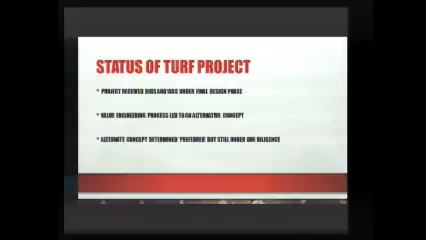 STATUS OF TURF PROJECT
• PROJECT RECEIVED BIDS AND WAS UNDER FINAL DESIGN PHASE
• VALUE ENGINEERING PROCESS LED TO AN ALTERNATIVE CONCEPT
• ALTERNATE CONCEPT DETERMINED 'PREFERRED' BUT STILL UNDER DUE DILIGENCE